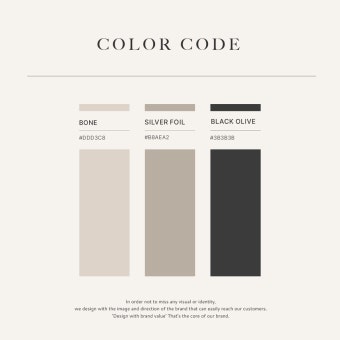 COLOR CODE
BONE
#DDD3C8
SILVER FOIL
#B8AEA2
BLACK OLIVE
#3B3B3B
In order not to miss any visual or identity,
we design with the image and direction of the brand that can easily reach our customers.
"Design with brand value" That's the core of our brand.